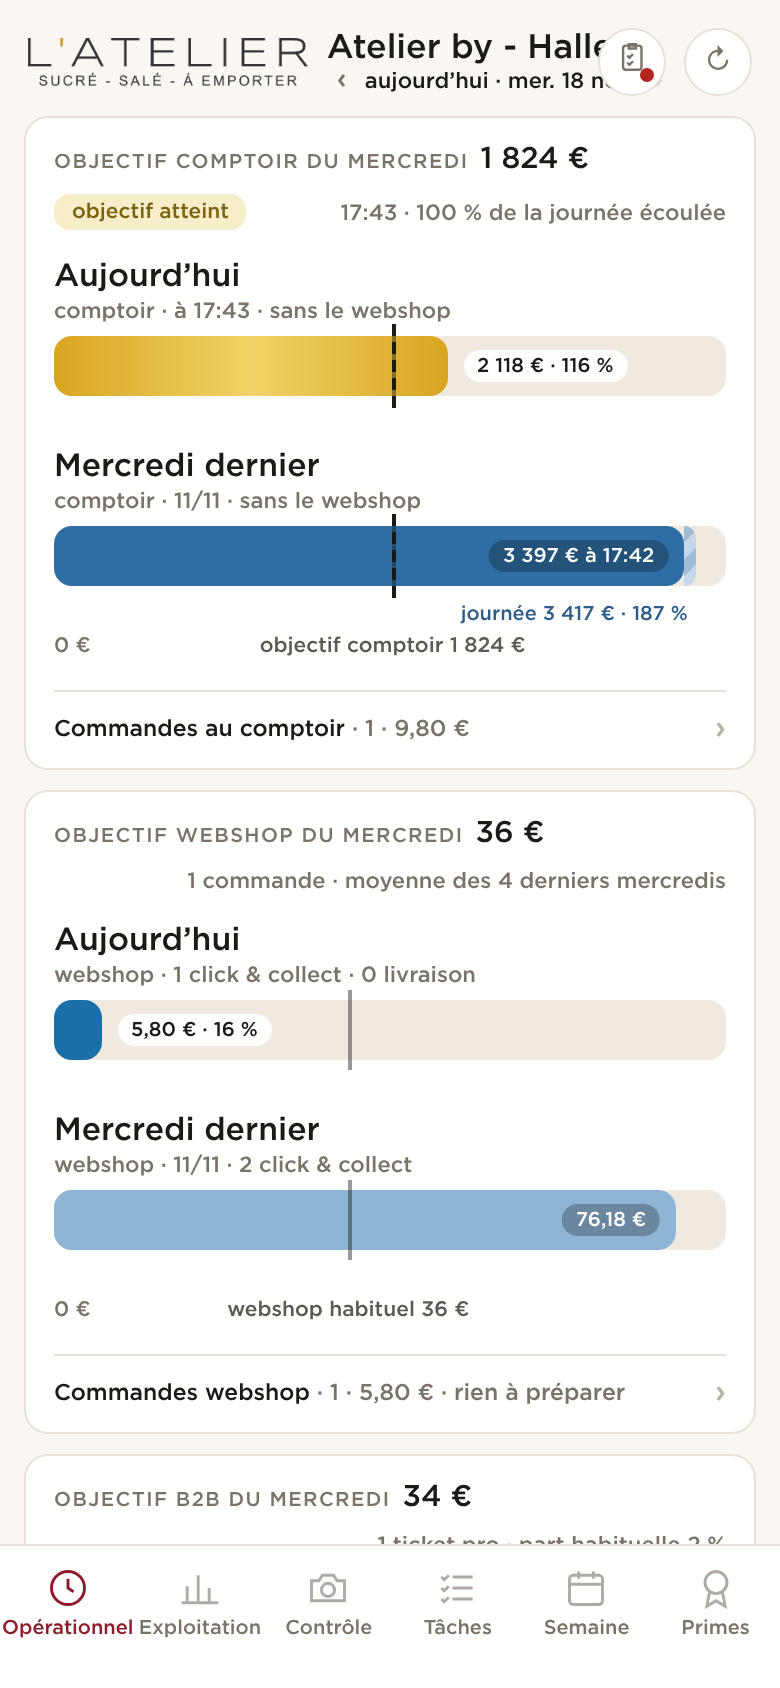 L'ATELIER
SUCRÉ - SALÉ - Á EMPORTER
Atelier by - Halle
‹ aujourd’hui · mer. 18
OBJECTIF COMPTOIR DU MERCREDI 1 824 €
objectif atteint
17:43 · 100 % de la journée écoulée
Aujourd’hui
comptoir · à 17:43 · sans le webshop
2 118 € · 116 %
Mercredi dernier
comptoir · 11/11 · sans le webshop
3 397 € à 17:42
journée 3 417 € · 187 %
0 €
objectif comptoir 1 824 €
Commandes au comptoir · 1 · 9,80 € ›
OBJECTIF WEBSHOP DU MERCREDI 36 €
1 commande · moyenne des 4 derniers mercredis
Aujourd’hui
webshop · 1 click & collect · 0 livraison
5,80 € · 16 %
Mercredi dernier
webshop · 11/11 · 2 click & collect
76,18 €
0 €
webshop habituel 36 €
Commandes webshop · 1 · 5,80 € · rien à préparer ›
OBJECTIF B2B DU MERCREDI 34 €
1 ticket pro · part habituelle 2 %
Opérationnel
Exploitation
Contrôle
Tâches
Semaine
Primes